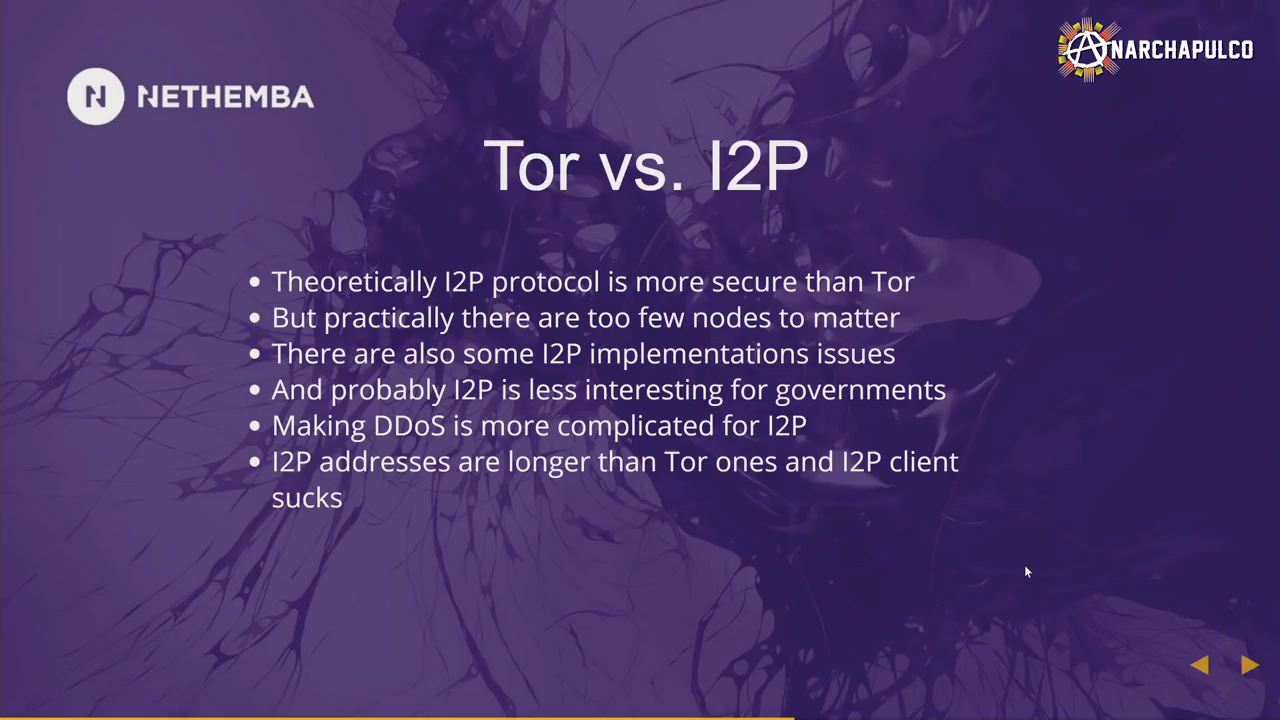 ANARCHAPULCO
N NETHEMBA
Tor vs. I2P
• Theoretically I2P protocol is more secure than Tor
• But practically there are too few nodes to matter
• There are also some I2P implementations issues
• And probably I2P is less interesting for governments
• Making DDoS is more complicated for I2P
• I2P addresses are longer than Tor ones and I2P client
sucks